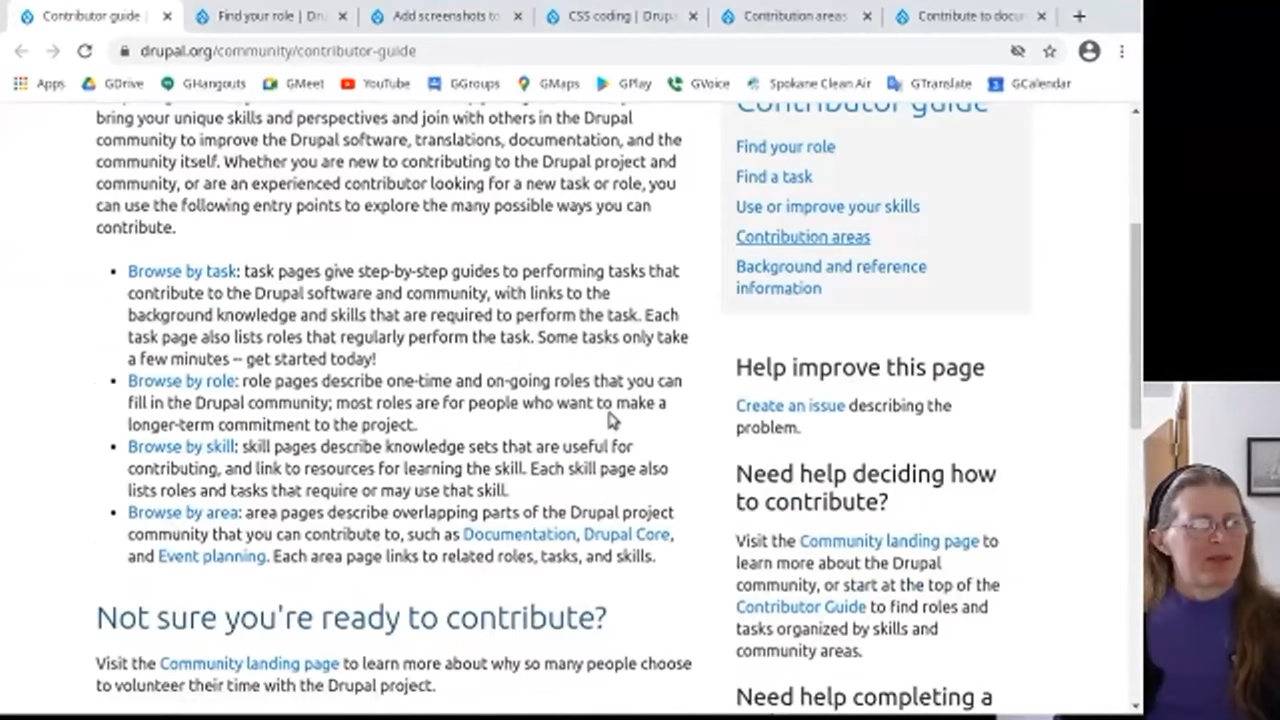 Contributor guide |
Find your role | Dru
Add screenshots to
CSS coding | Drupa
Contribution areas
Contribute to docu
drupal.org/community/contributor-guide
Apps
GDrive
GHangouts
GMeet
YouTube
GGroups
GMaps
GPlay
GVoice
Spokane Clean Air
GTranslate
GCalendar
bring your unique skills and perspectives and join with others in the Drupal
community to improve the Drupal software, translations, documentation, and the
community itself. Whether you are new to contributing to the Drupal project and
community, or are an experienced contributor looking for a new task or role, you
can use the following entry points to explore the many possible ways you can
contribute.
• Browse by task: task pages give step-by-step guides to performing tasks that
contribute to the Drupal software and community, with links to the
background knowledge and skills that are required to perform the task. Each
task page also lists roles that regularly perform the task. Some tasks only take
a few minutes -- get started today!
• Browse by role: role pages describe one-time and on-going roles that you can
fill in the Drupal community; most roles are for people who want to make a
longer-term commitment to the project.
• Browse by skill: skill pages describe knowledge sets that are useful for
contributing, and link to resources for learning the skill. Each skill page also
lists roles and tasks that require or may use that skill.
• Browse by area: area pages describe overlapping parts of the Drupal project
community that you can contribute to, such as Documentation, Drupal Core,
and Event planning. Each area page links to related roles, tasks, and skills.
Not sure you're ready to contribute?
Visit the Community landing page to learn more about why so many people choose
to volunteer their time with the Drupal project.
Contributor guide
Find your role
Find a task
Use or improve your skills
Contribution areas
Background and reference
information
Help improve this page
Create an issue describing the
problem.
Need help deciding how
to contribute?
Visit the Community landing page to
learn more about the Drupal
community, or start at the top of the
Contributor Guide to find roles and
tasks organized by skills and
community areas.
Need help completing a